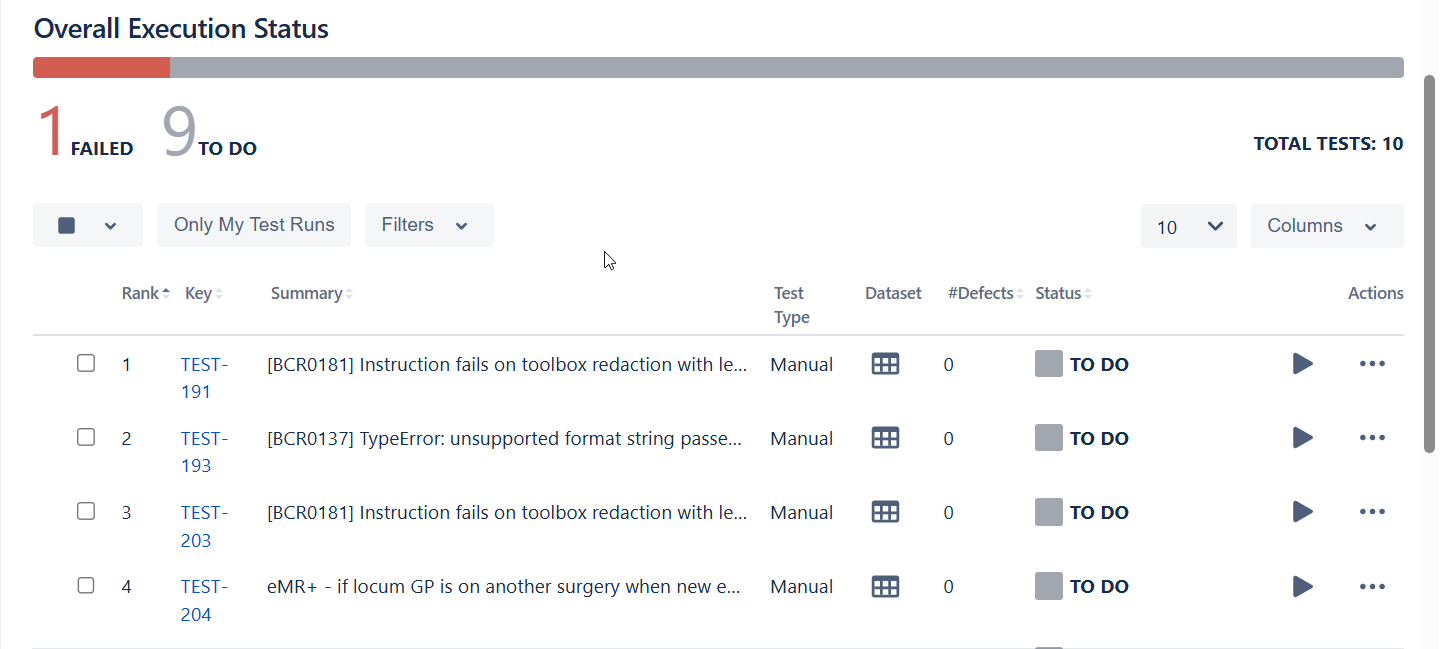 Overall Execution Status
1 FAILED 9 TO DO
TOTAL TESTS: 10
Only My Test Runs Filters 10 Columns
Rank Key Summary Test Type Dataset #Defects Status Actions
1 TEST-191 [BCR0181] Instruction fails on toolbox redaction with le... Manual 0 TO DO
2 TEST-193 [BCR0137] TypeError: unsupported format string passe... Manual 0 TO DO
3 TEST-203 [BCR0181] Instruction fails on toolbox redaction with le... Manual 0 TO DO
4 TEST-204 eMR+ - if locum GP is on another surgery when new e... Manual 0 TO DO